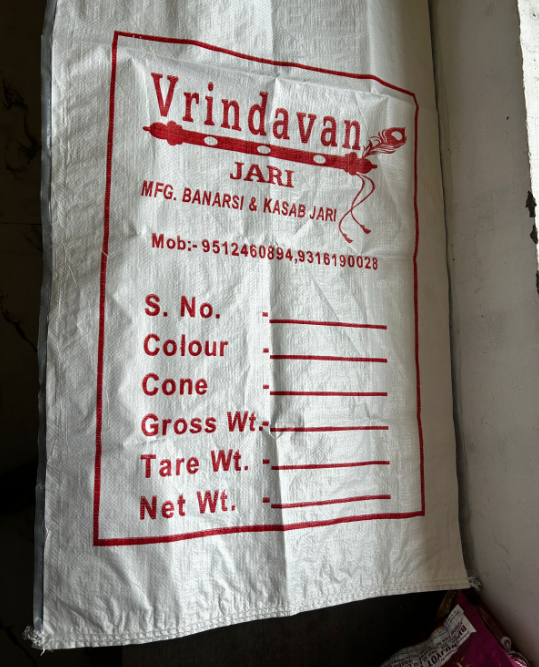 Vrindavan
JARI
MFG. BANARSI & KASAB JARI
Mob:- 9512460894,9316190028
S. No. -
Colour -
Cone -
Gross Wt.-
Tare Wt. -
Net Wt. -